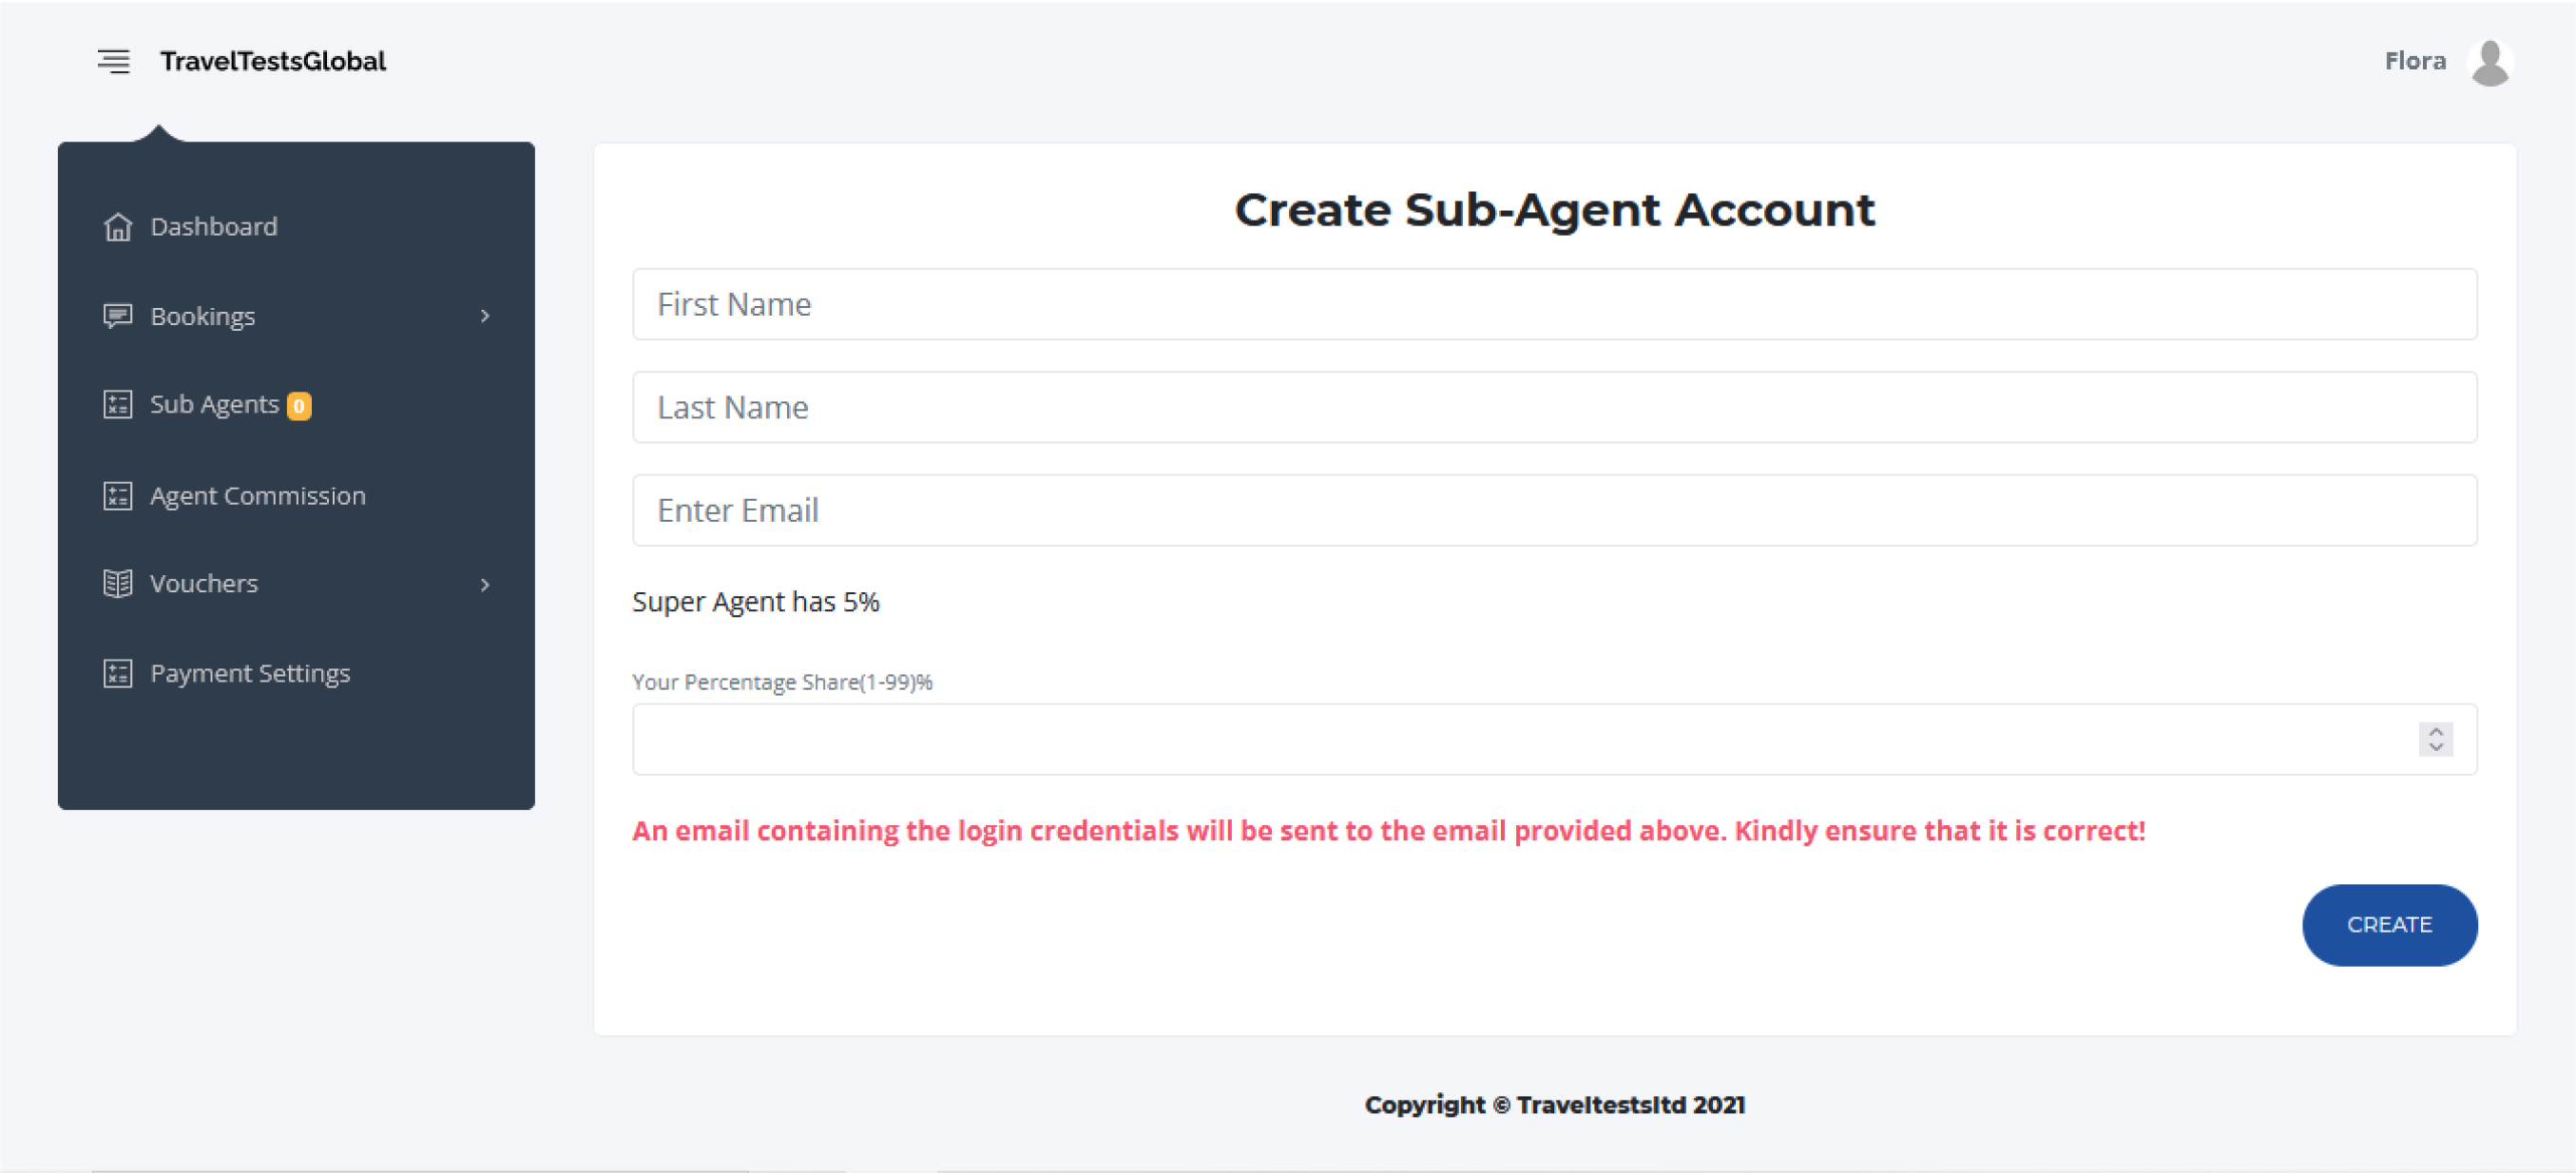 TravelTestsGlobal
Flora
Dashboard
Bookings
Sub Agents 0
Agent Commission
Vouchers
Payment Settings
Create Sub-Agent Account
First Name
Last Name
Enter Email
Super Agent has 5%
Your Percentage Share(1-99)%
An email containing the login credentials will be sent to the email provided above. Kindly ensure that it is correct!
CREATE
Copyright © Traveltestsltd 2021